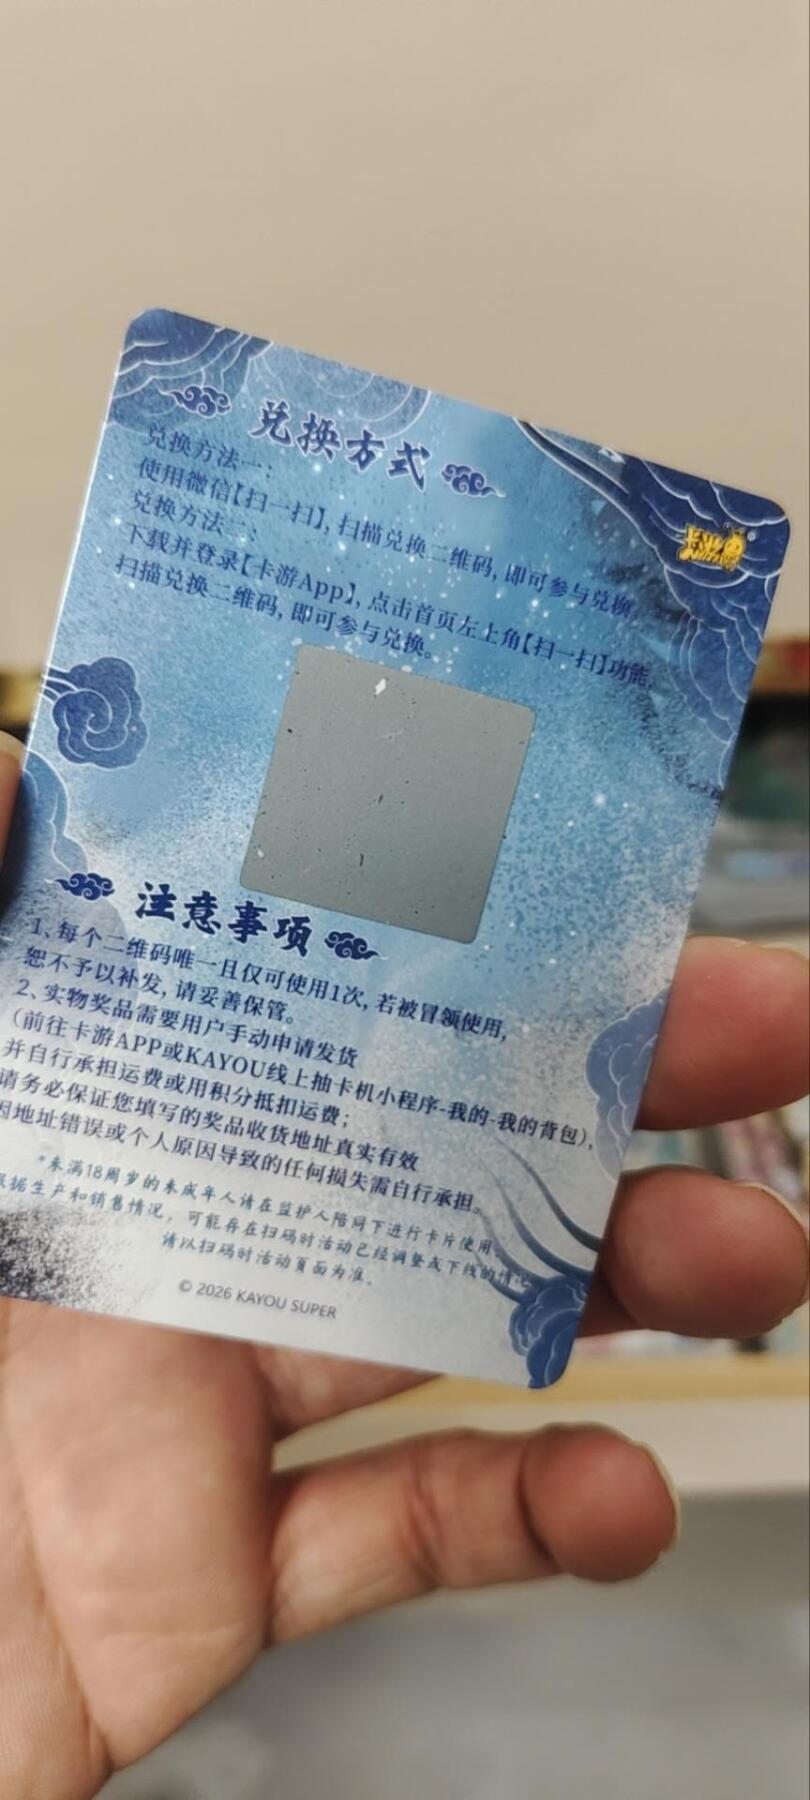 卡游
兑换方式
兑换方法一：
使用微信【扫一扫】，扫描兑换二维码，即可参与兑换。
兑换方法二：
下载并登录【卡游App】，点击首页左上角【扫一扫】功能，
扫描兑换二维码，即可参与兑换。
注意事项
1、每个二维码唯一且仅可使用1次，若被冒领使用，
恕不予以补发，请妥善保管。
2、实物奖品需要用户手动申请发货
（前往卡游APP或KAYOU线上抽卡机小程序-我的-我的背包），
并自行承担运费或用积分抵扣运费；
请务必保证您填写的奖品收货地址真实有效
因地址错误或个人原因导致的任何损失需自行承担。
*未满18周岁的未成年人请在监护人陪同下进行卡片使用
根据生产和销售情况，可能存在扫码时活动已经调整或下线的情况
请以扫码时活动页面为准。
© 2026 KAYOU SUPER